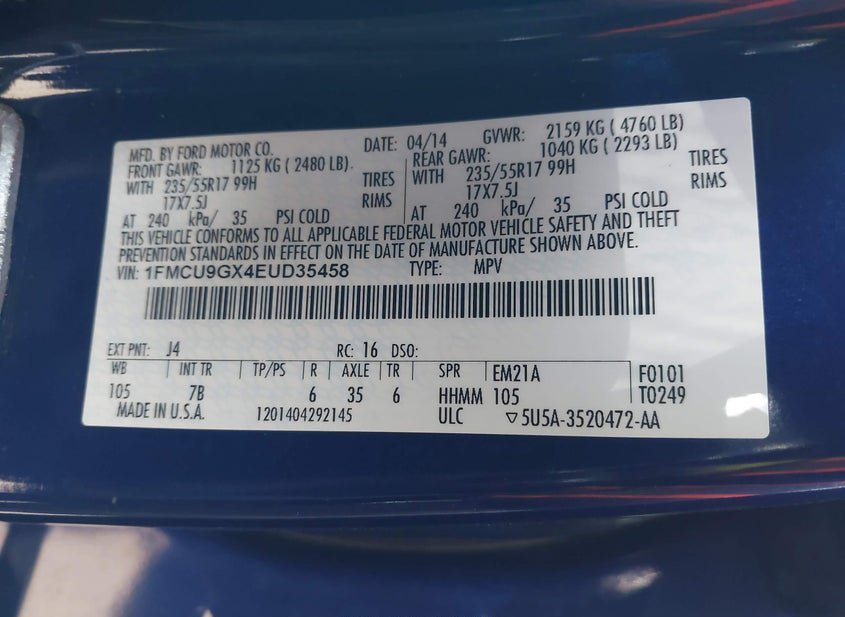 MFD. BY FORD MOTOR CO. DATE: 04/14 GVWR: 2159 KG ( 4760 LB)
FRONT GAWR: 1125 KG ( 2480 LB). REAR GAWR: 1040 KG ( 2293 LB)
WITH 235/55R17 99H TIRES WITH 235/55R17 99H TIRES
17X7.5J RIMS 17X7.5J RIMS
AT 240 kPa/ 35 PSI COLD AT 240 kPa/ 35 PSI COLD
THIS VEHICLE CONFORMS TO ALL APPLICABLE FEDERAL MOTOR VEHICLE SAFETY AND THEFT
PREVENTION STANDARDS IN EFFECT ON THE DATE OF MANUFACTURE SHOWN ABOVE.
VIN: 1FMCU9GX4EUD35458 TYPE: MPV
EXT PNT: J4 RC: 16 DSO:
WB INT TR TP/PS R AXLE TR SPR EM21A F0101
105 7B 6 35 6 HHMM 105 T0249
MADE IN U.S.A. 1201404292145 ULC ▽5U5A-3520472-AA